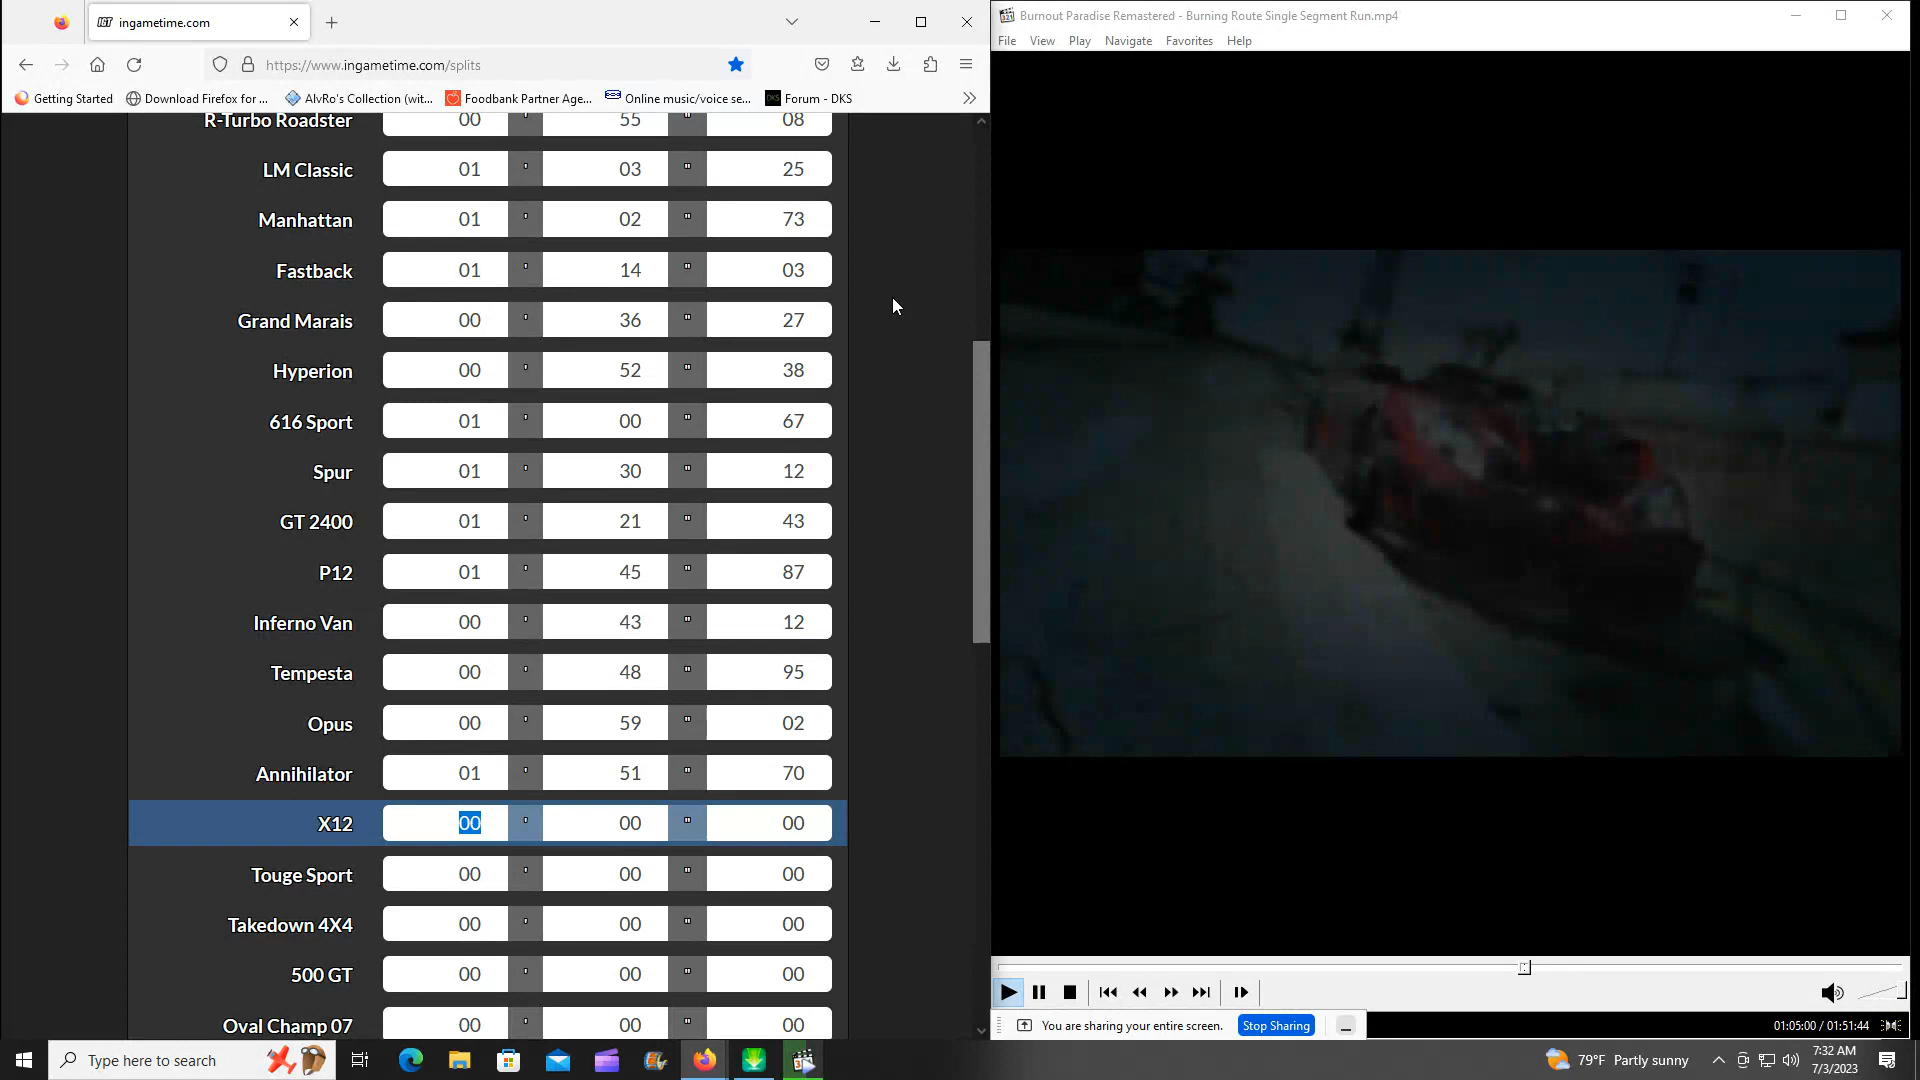 ingametime.com
https://www.ingametime.com/splits
Getting Started
Download Firefox for ...
AlvRo's Collection (wit...
Foodbank Partner Age...
Online music/voice se...
Forum - DKS
R-Turbo Roadster 00 ' 55 " 08
LM Classic 01 ' 03 " 25
Manhattan 01 ' 02 " 73
Fastback 01 ' 14 " 03
Grand Marais 00 ' 36 " 27
Hyperion 00 ' 52 " 38
616 Sport 01 ' 00 " 67
Spur 01 ' 30 " 12
GT 2400 01 ' 21 " 43
P12 01 ' 45 " 87
Inferno Van 00 ' 43 " 12
Tempesta 00 ' 48 " 95
Opus 00 ' 59 " 02
Annihilator 01 ' 51 " 70
X12 00 ' 00 " 00
Touge Sport 00 ' 00 " 00
Takedown 4X4 00 ' 00 " 00
500 GT 00 ' 00 " 00
Oval Champ 07 00 ' 00 " 00
Burnout Paradise Remastered - Burning Route Single Segment Run.mp4
File View Play Navigate Favorites Help
You are sharing your entire screen. Stop Sharing
01:05:00 / 01:51:44
Type here to search
79°F Partly sunny
7:32 AM
7/3/2023